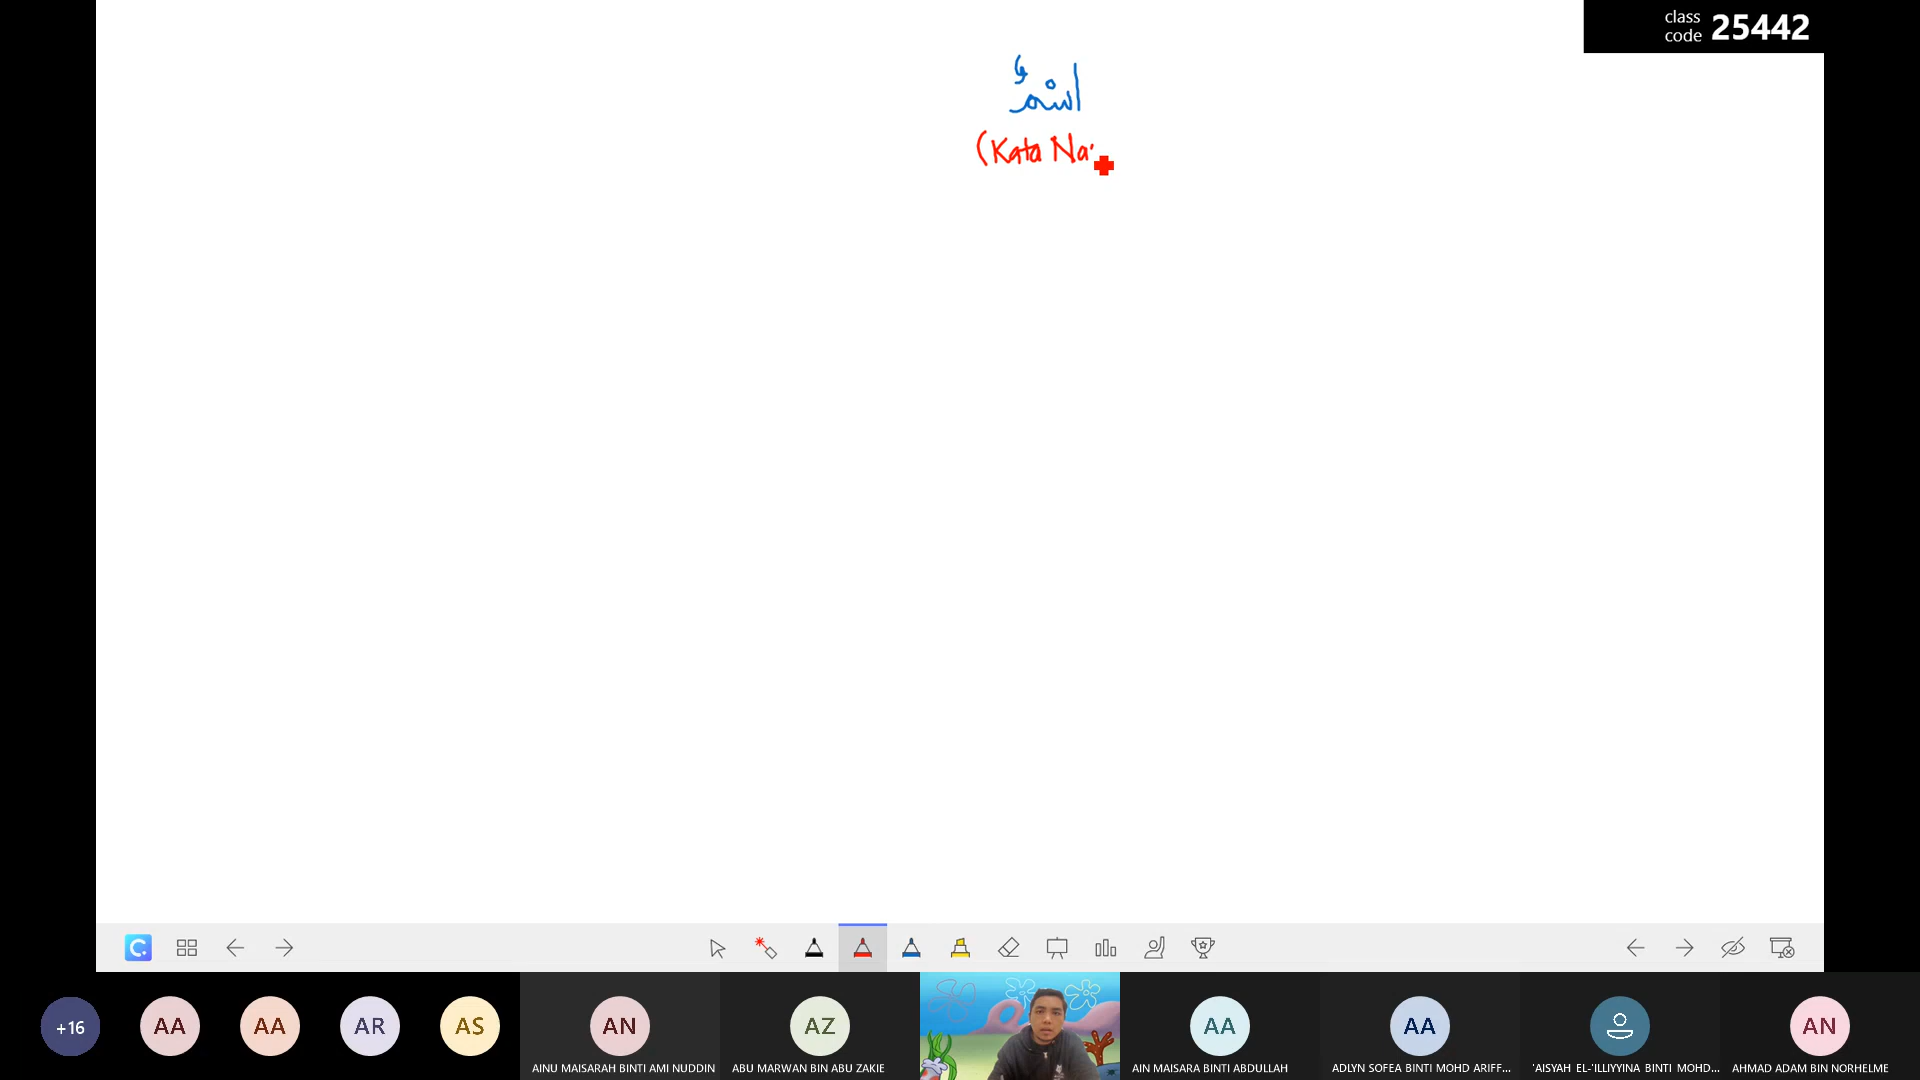 class
code 25442
اسْمٌ
(Kata Na
+16
AA
AA
AR
AS
AN
AZ
AA
AA
AN
AINU MAISARAH BINTI AMI NUDDIN
ABU MARWAN BIN ABU ZAKIE
AIN MAISARA BINTI ABDULLAH
ADLYN SOFEA BINTI MOHD ARIFF...
'AISYAH EL-'ILLIYYINA BINTI MOHD...
AHMAD ADAM BIN NORHELME